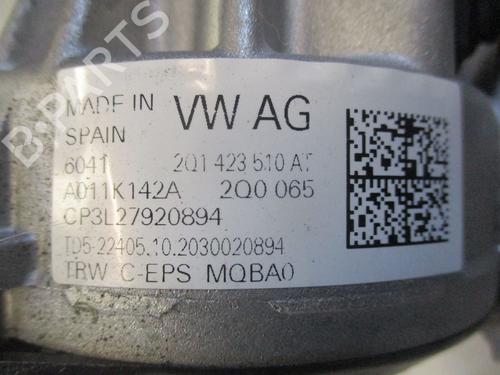 MADE IN
SPAIN
VW AG
6041 2Q1 423 510
A011K142A 2Q0 065
CP3L27920894
TD5-22405.10.2030020894
TRW C-EPS MQBA0
B-PARTS